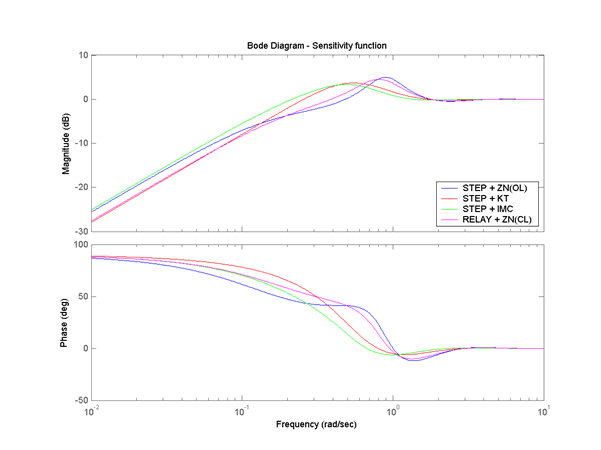 Bode Diagram - Sensitivity function
Magnitude (dB)
10
0
-10
-20
-30
STEP + ZN(OL)
STEP + KT
STEP + IMC
RELAY + ZN(CL)
Phase (deg)
100
50
0
-50
10^-2
10^-1
10^0
10^1
Frequency (rad/sec)